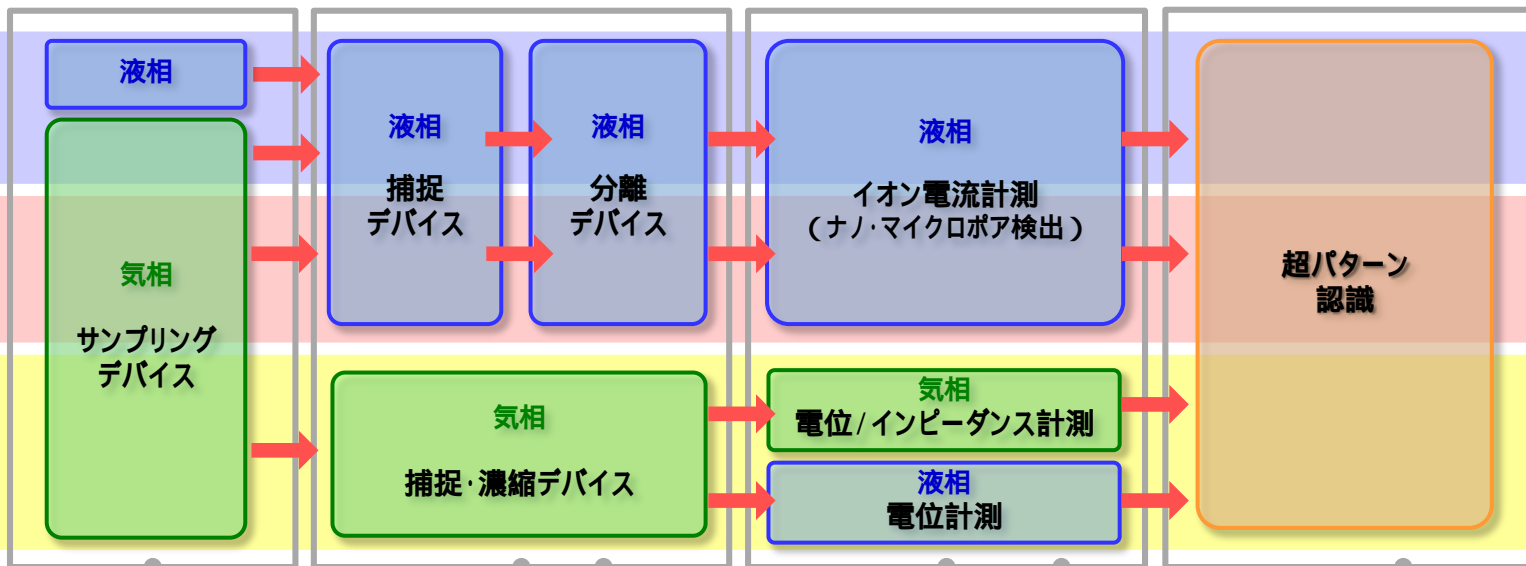 液相
気相
サンプリング
デバイス
液相
捕捉
デバイス
液相
分離
デバイス
気相
捕捉・濃縮デバイス
液相
イオン電流計測
(ナノ・マイクロポア検出)
気相
電位/インピーダンス計測
液相
電位計測
超パターン
認識